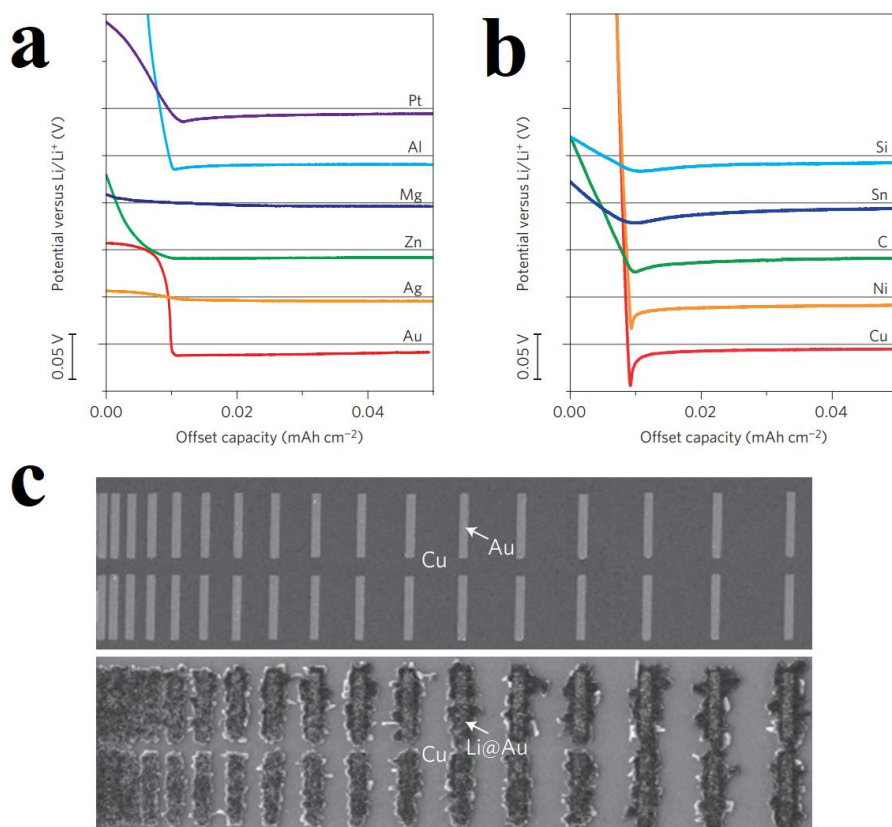 a
Potential versus Li/Li⁺ (V)
0.05 V
Pt
Al
Mg
Zn
Ag
Au
0.00 0.02 0.04
Offset capacity (mAh cm⁻²)
b
Potential versus Li/Li⁺ (V)
0.05 V
Si
Sn
C
Ni
Cu
0.00 0.02 0.04
Offset capacity (mAh cm⁻²)
c
Au
Cu
Cu
Li@Au